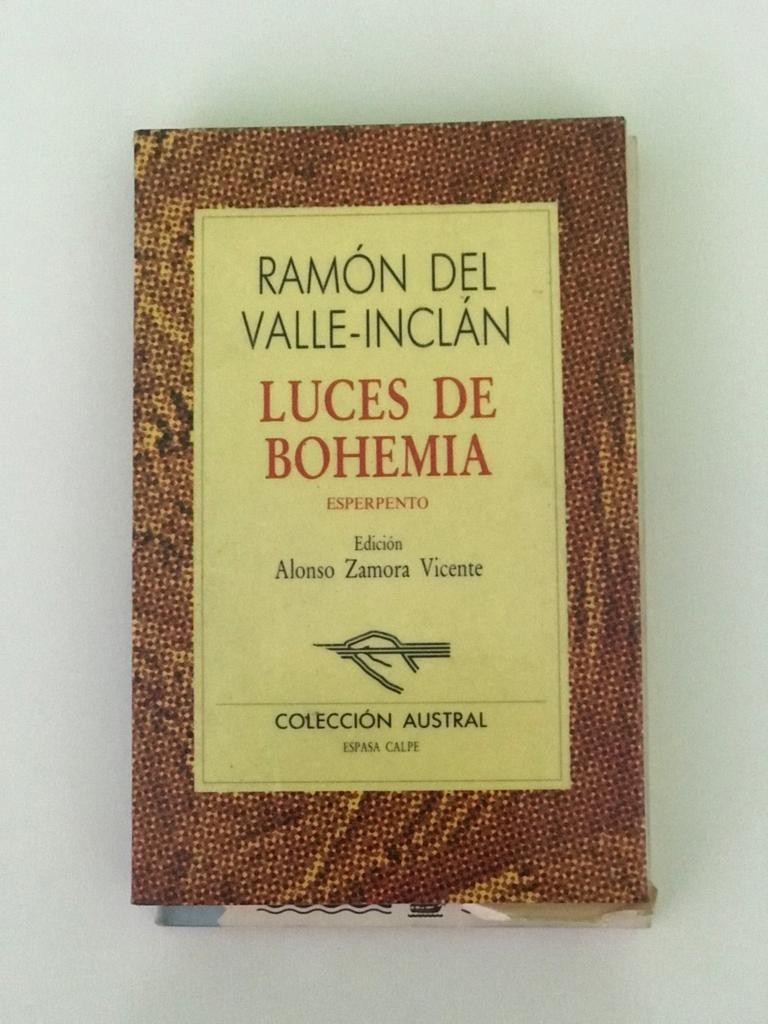 RAMÓN DEL
VALLE-INCLÁN
LUCES DE
BOHEMIA
ESPERPENTO
Edición
Alonso Zamora Vicente
COLECCIÓN AUSTRAL
ESPASA CALPE